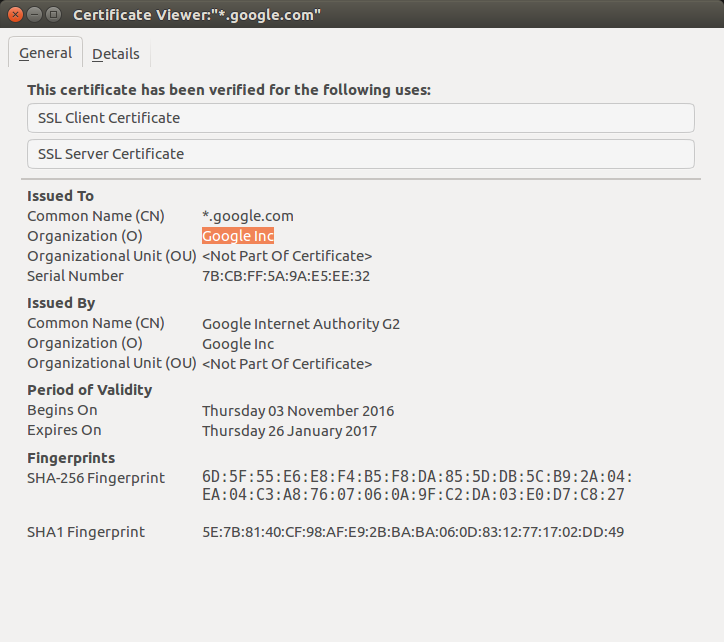 Certificate Viewer:"*.google.com"
General Details
This certificate has been verified for the following uses:
SSL Client Certificate
SSL Server Certificate
Issued To
Common Name (CN) *.google.com
Organization (O) Google Inc
Organizational Unit (OU) <Not Part Of Certificate>
Serial Number 7B:CB:FF:5A:9A:E5:EE:32
Issued By
Common Name (CN) Google Internet Authority G2
Organization (O) Google Inc
Organizational Unit (OU) <Not Part Of Certificate>
Period of Validity
Begins On Thursday 03 November 2016
Expires On Thursday 26 January 2017
Fingerprints
SHA-256 Fingerprint 6D:5F:55:E6:E8:F4:B5:F8:DA:85:5D:DB:5C:B9:2A:04:
EA:04:C3:A8:76:07:06:0A:9F:C2:DA:03:E0:D7:C8:27
SHA1 Fingerprint 5E:7B:81:40:CF:98:AF:E9:2B:BA:BA:06:0D:83:12:77:17:02:DD:49